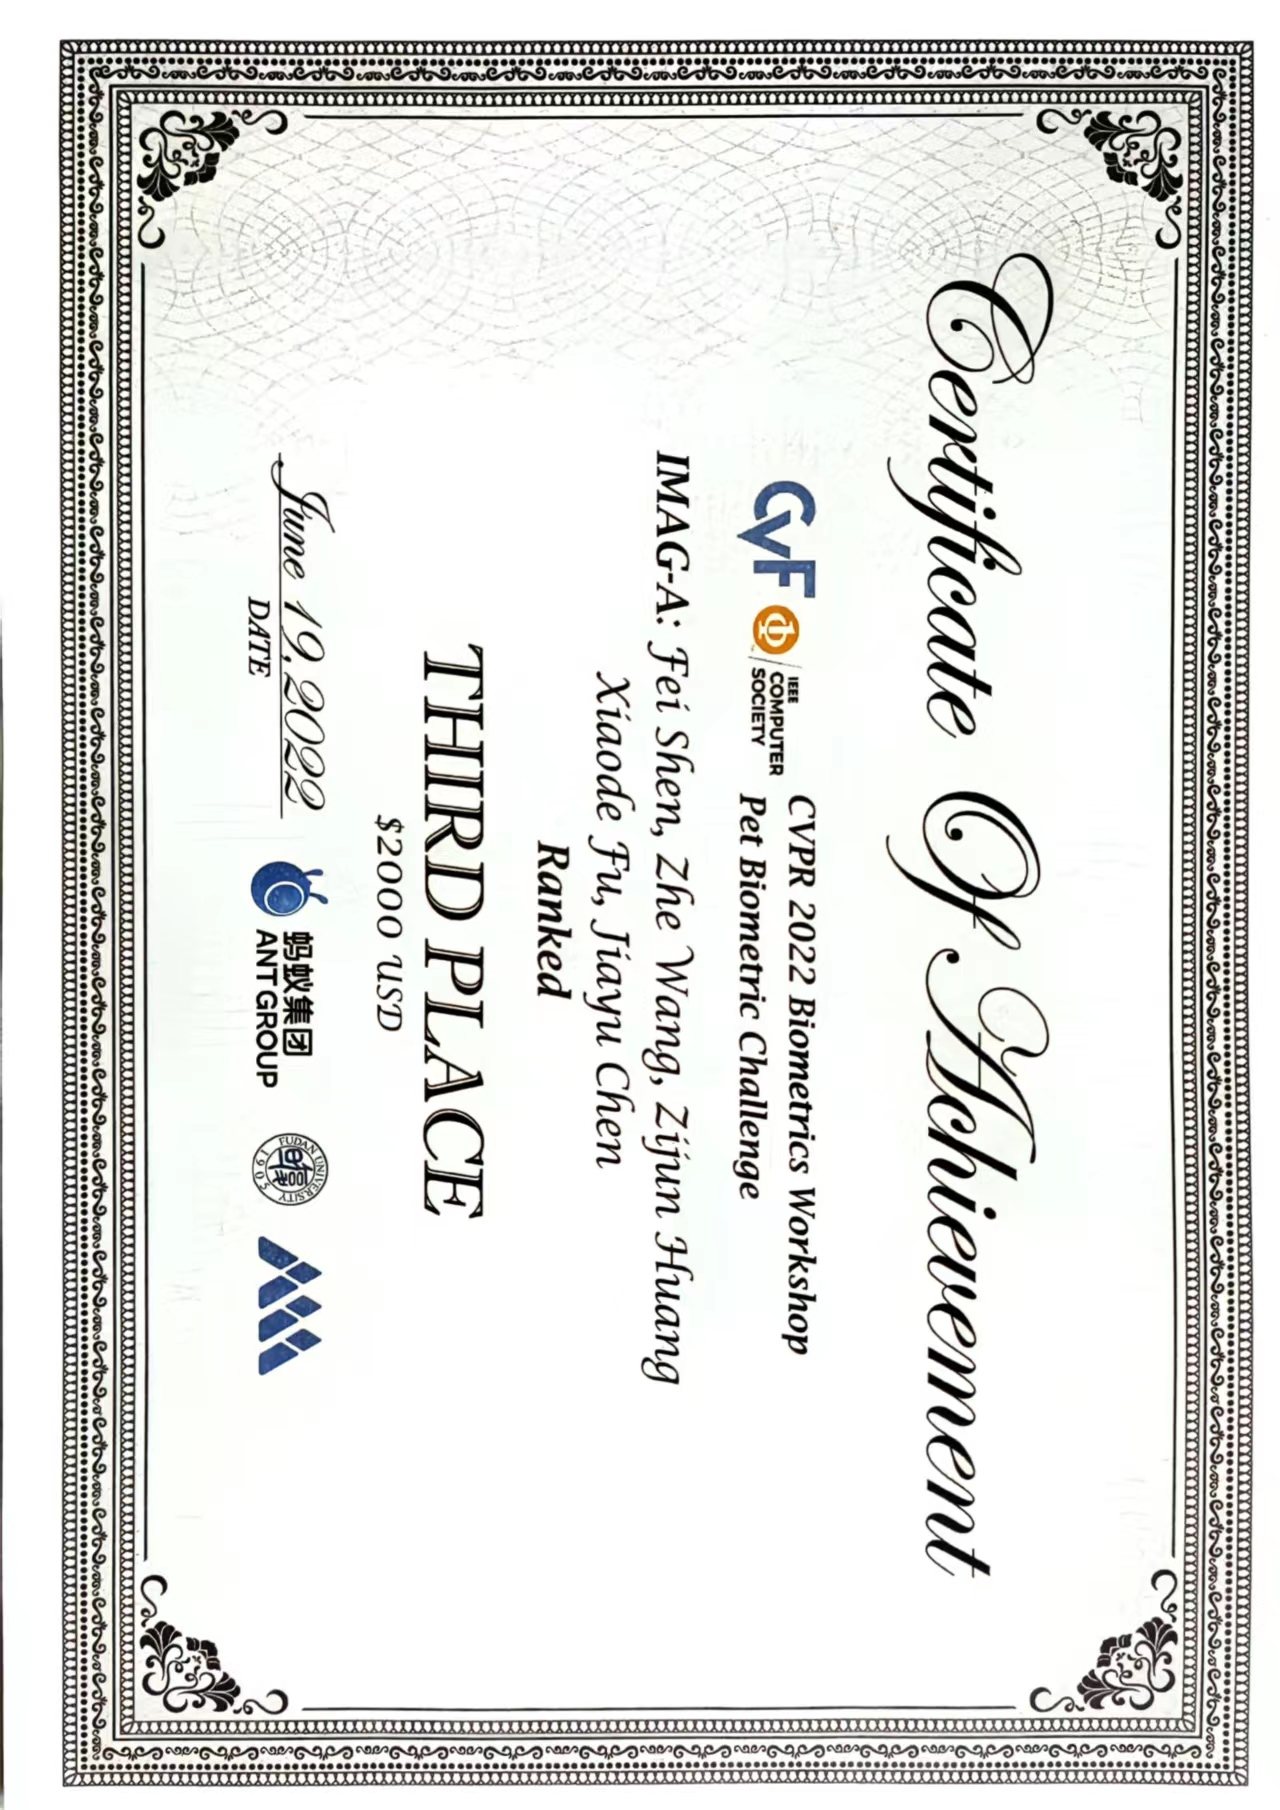 Certificate Of Achievement
CVF
IEEE
COMPUTER
SOCIETY
CVPR 2022 Biometrics Workshop
Pet Biometric Challenge
IMAG-A: Fei Shen, Zhe Wang, Zijun Huang
Xiaode Fu, Jiayu Chen
Ranked
THIRD PLACE
$2000 USD
June 19, 2022
DATE
蚂蚁集团
ANT GROUP
FUDAN UNIVERSITY
1905